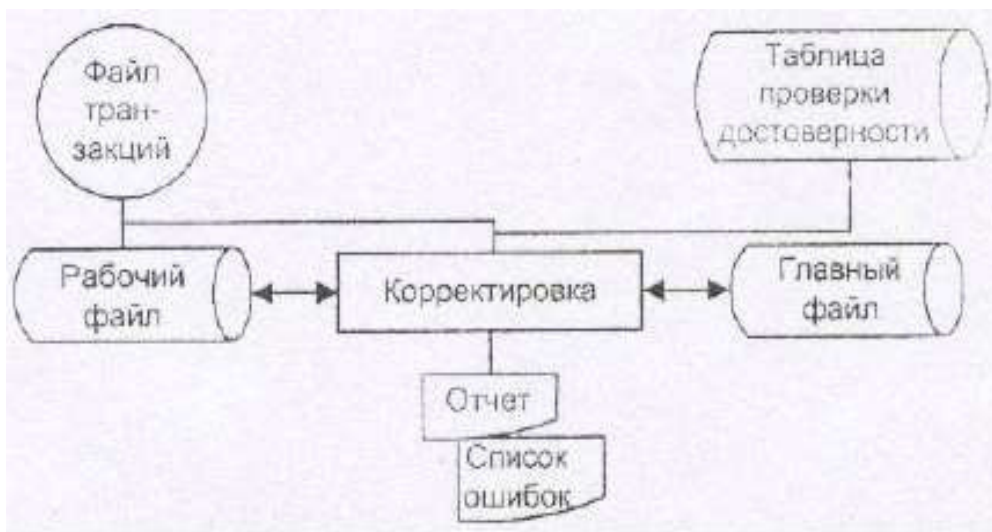 Файл
тран-
закций
Таблица
проверки
достоверности
Рабочий
файл
Корректировка
Главный
файл
Отчет
Список
ошибок